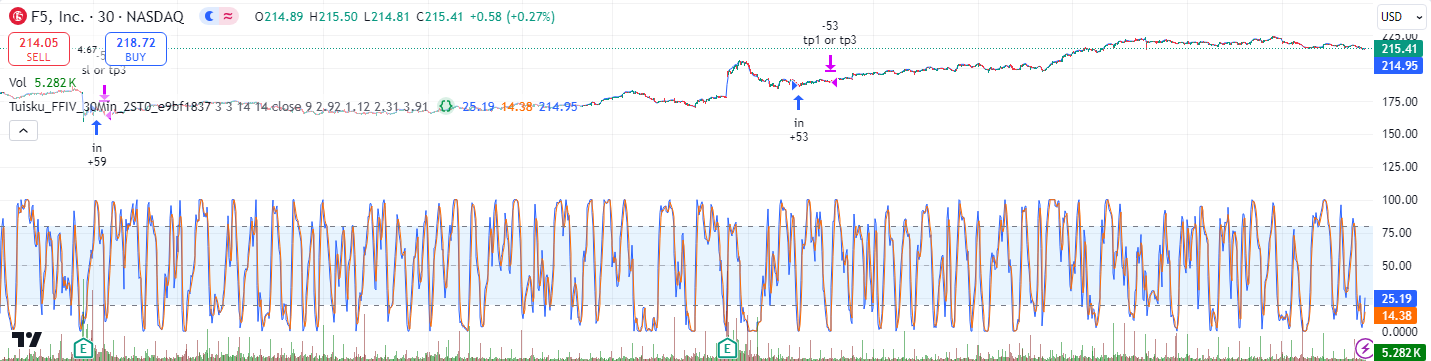 F5, Inc. · 30 · NASDAQ
O214.89 H215.50 L214.81 C215.41 +0.58 (+0.27%)
USD
214.05
SELL
4.67
218.72
BUY
sl or tp3
Vol 5.282 K
Tuisku_FFIV_30Min_2ST0_e9bf1837 3 3 14 14 close 9 2.92 1.12 2.31 3.91
25.19 14.38 214.95
in
+59
-53
tp1 or tp3
in
+53
225.00
215.41
214.95
175.00
150.00
125.00
100.00
75.00
50.00
25.19
14.38
0.0000
5.282 K
E
E